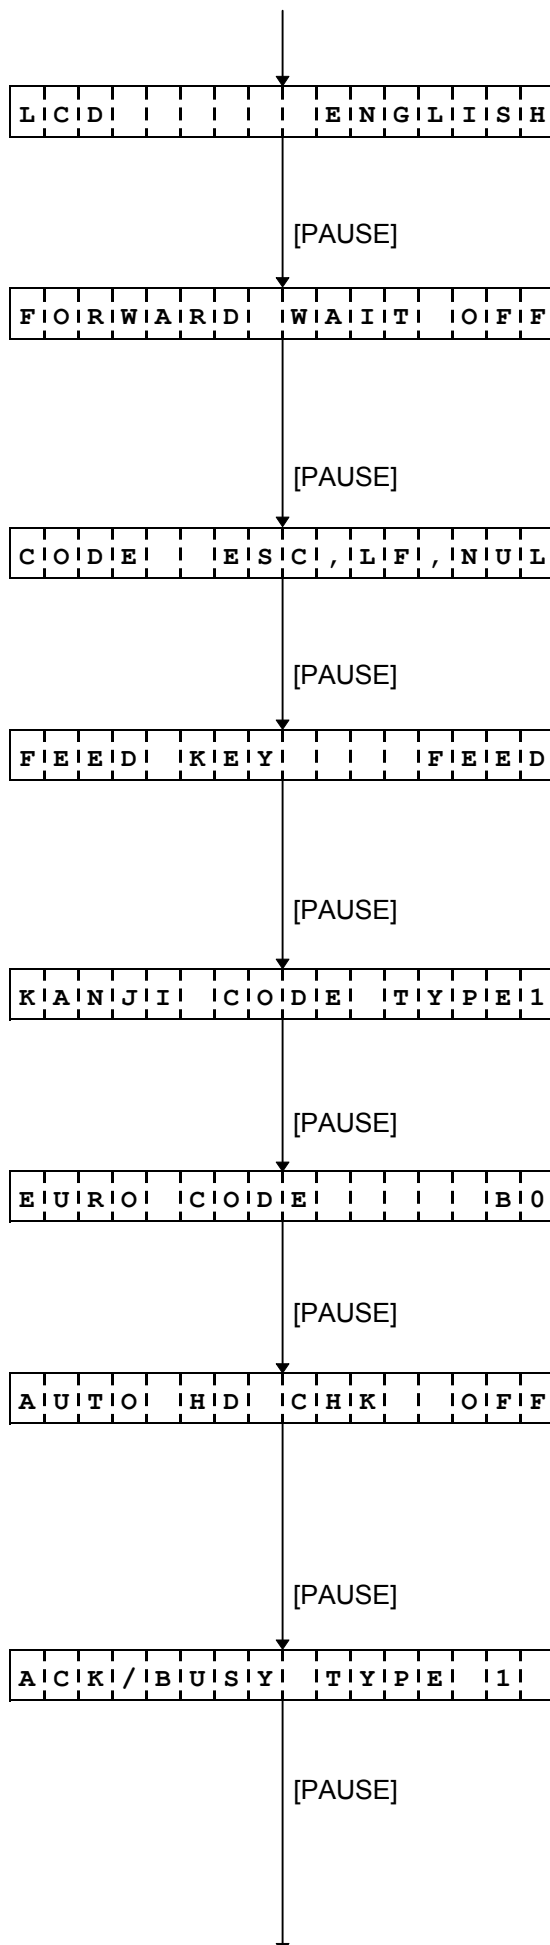 LCD ENGLISH
[PAUSE]
FORWARD WAIT OFF
[PAUSE]
CODE ESC,LF,NUL
[PAUSE]
FEED KEY FEED
[PAUSE]
KANJI CODE TYPE1
[PAUSE]
EURO CODE B0
[PAUSE]
AUTO HD CHK OFF
[PAUSE]
ACK/BUSY TYPE 1
[PAUSE]